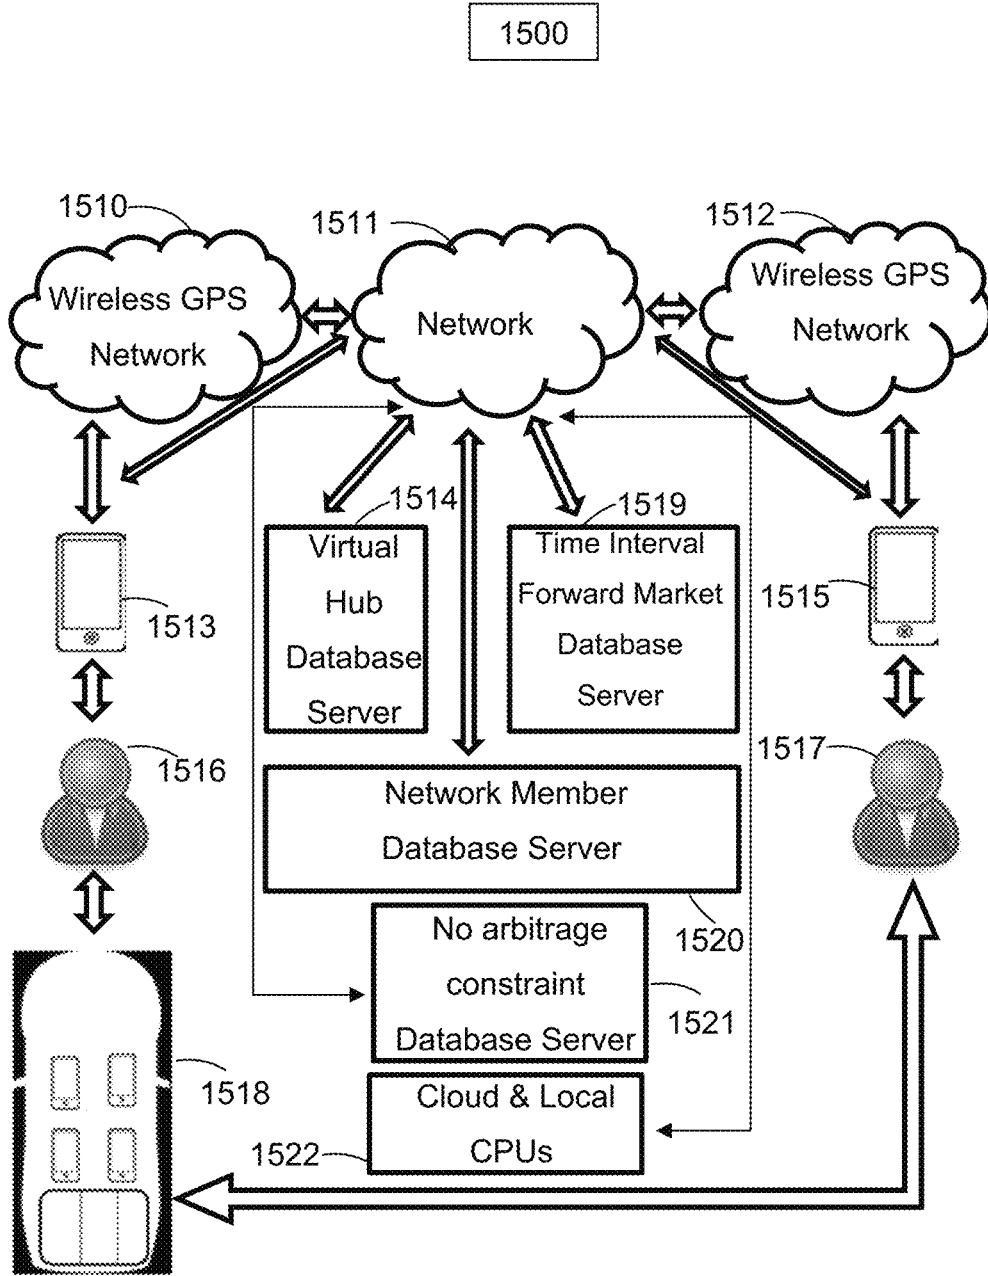 1500
1510
1511
1512
Wireless GPS
Network
Network
Wireless GPS
Network
1514
1519
Virtual
Hub
Database
Server
Time Interval
Forward Market
Database
Server
1513
1515
1516
1517
Network Member
Database Server
1520
No arbitrage
constraint
Database Server
1521
1518
Cloud & Local
CPUs
1522